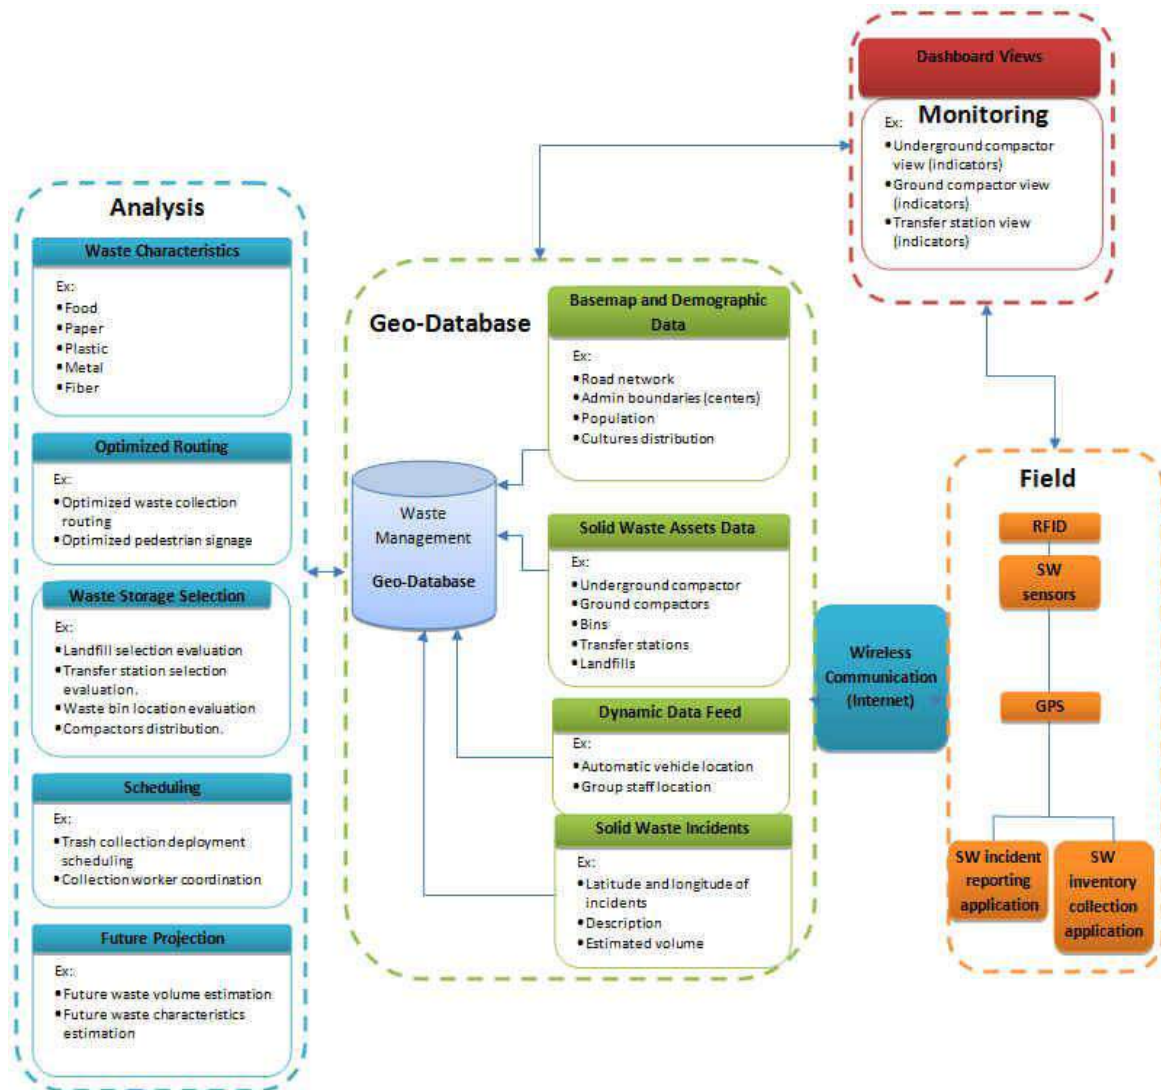 Analysis
Waste Characteristics
Ex:
▪Food
▪Paper
▪Plastic
▪Metal
▪Fiber
Optimized Routing
Ex:
▪Optimized waste collection
routing
▪Optimized pedestrian signage
Waste Storage Selection
Ex:
▪Landfill selection evaluation
▪Transfer station selection
evaluation.
▪Waste bin location evaluation
▪Compactors distribution.
Scheduling
Ex:
▪Trash collection deployment
scheduling
▪Collection worker coordination
Future Projection
Ex:
▪Future waste volume estimation
▪Future waste characteristics
estimation
Geo-Database
Waste
Management
Geo-Database
Basemap and Demographic
Data
Ex:
▪Road network
▪Admin boundaries (centers)
▪Population
▪Cultures distribution
Solid Waste Assets Data
Ex:
▪Underground compactor
▪Ground compactors
▪Bins
▪Transfer stations
▪Landfills
Dynamic Data Feed
Ex:
▪Automatic vehicle location
▪Group staff location
Solid Waste Incidents
Ex:
▪Latitude and longitude of
incidents
▪Description
▪Estimated volume
Wireless
Communication
(Internet)
Dashboard Views
Monitoring
Ex:
▪Underground compactor
view (indicators)
▪Ground compactor view
(indicators)
▪Transfer station view
(indicators)
Field
RFID
SW
sensors
GPS
SW incident
reporting
application
SW
inventory
collection
application